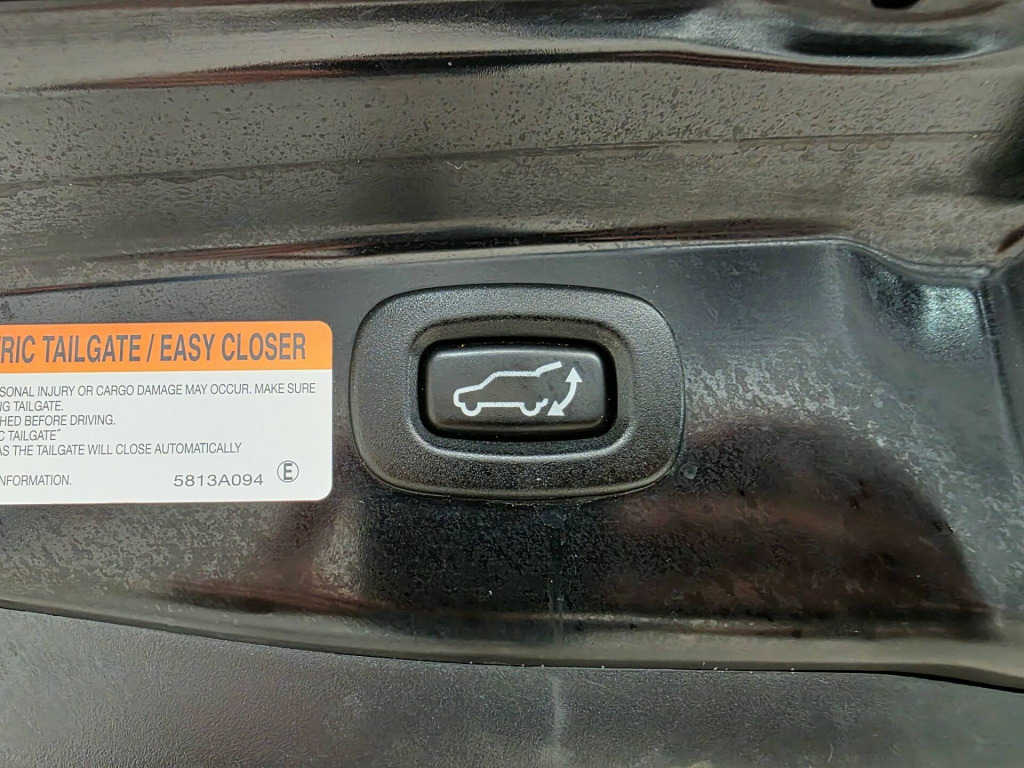 RIC TAILGATE / EASY CLOSER
SONAL INJURY OR CARGO DAMAGE MAY OCCUR. MAKE SURE
NG TAILGATE.
HED BEFORE DRIVING.
C TAILGATE"
AS THE TAILGATE WILL CLOSE AUTOMATICALLY
NFORMATION.
5813A094 E